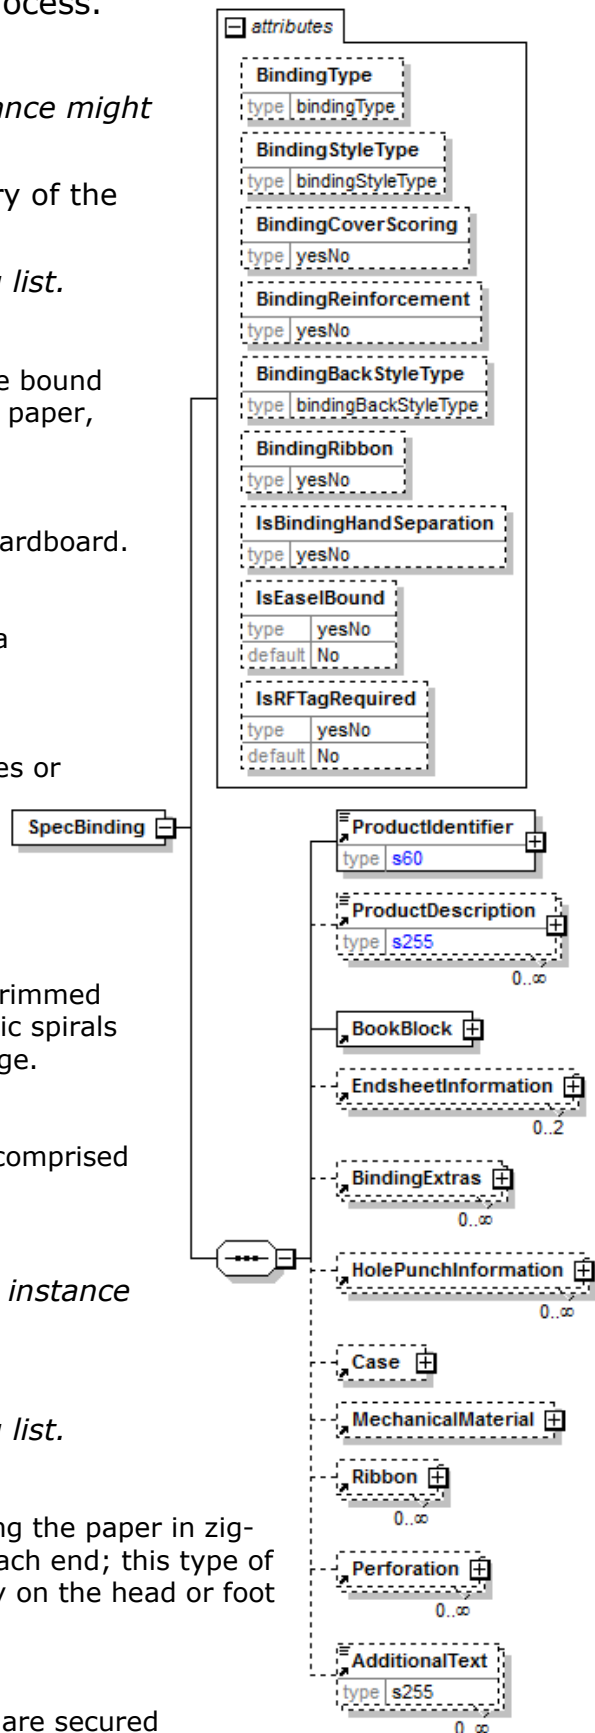 ocess.
ance might
ry of the
list.
e bound
paper,
ardboard.
a
es or
rimmed
ic spirals
ge.
comprised
instance
list.
ng the paper in zig-
ach end; this type of
y on the head or foot
are secured
attributes
BindingType
type bindingType
BindingStyleType
type bindingStyleType
BindingCoverScoring
type yesNo
BindingReinforcement
type yesNo
BindingBackStyleType
type bindingBackStyleType
BindingRibbon
type yesNo
IsBindingHandSeparation
type yesNo
IsEaselBound
type yesNo
default No
IsRFTagRequired
type yesNo
default No
SpecBinding
ProductIdentifier
type s60
ProductDescription
type s255
0..∞
BookBlock
EndsheetInformation
0..2
BindingExtras
0..∞
HolePunchInformation
0..∞
Case
MechanicalMaterial
Ribbon
0..∞
Perforation
0..∞
AdditionalText
type s255
0..∞